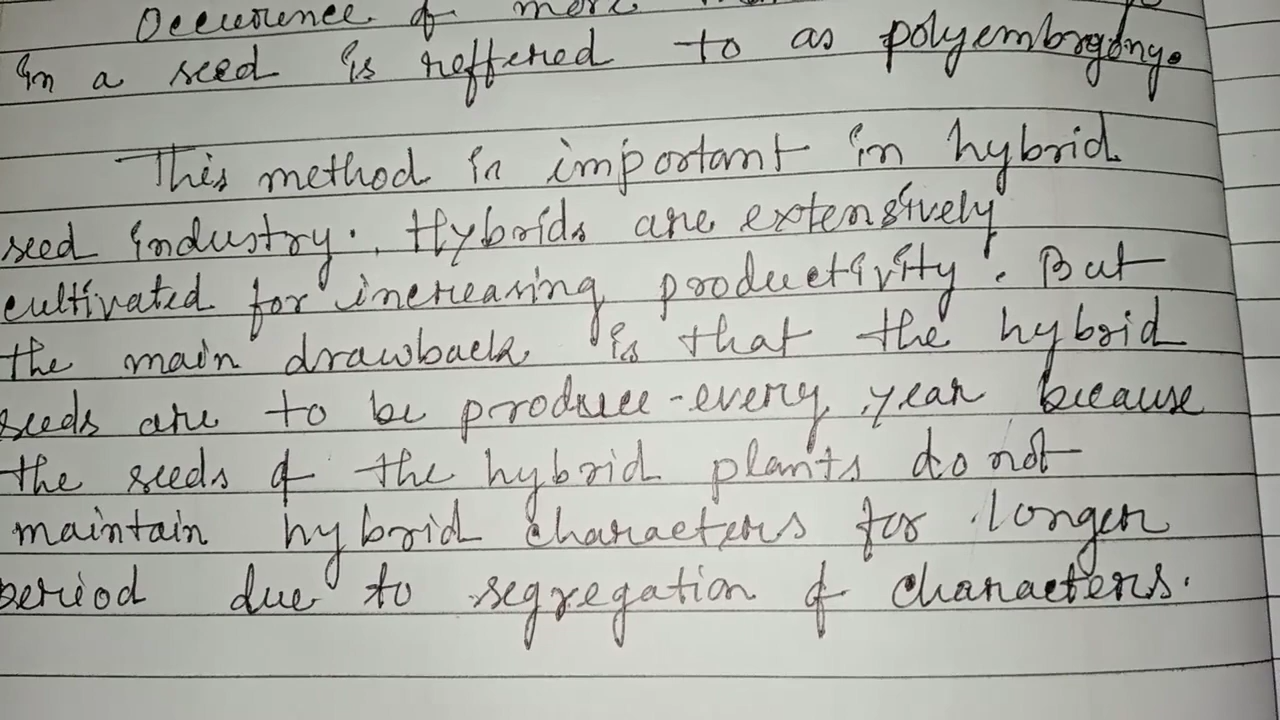 Occurrence of more
in a seed is reffered to as polyembryony.
This method is important in hybrid
seed industry. Hybrids are extensively
cultivated for increasing productivity. But
the main drawback is that the hybrid
seeds are to be produce every year because
the seeds of the hybrid plants do not
maintain hybrid characters for longer
period due to segregation of characters.